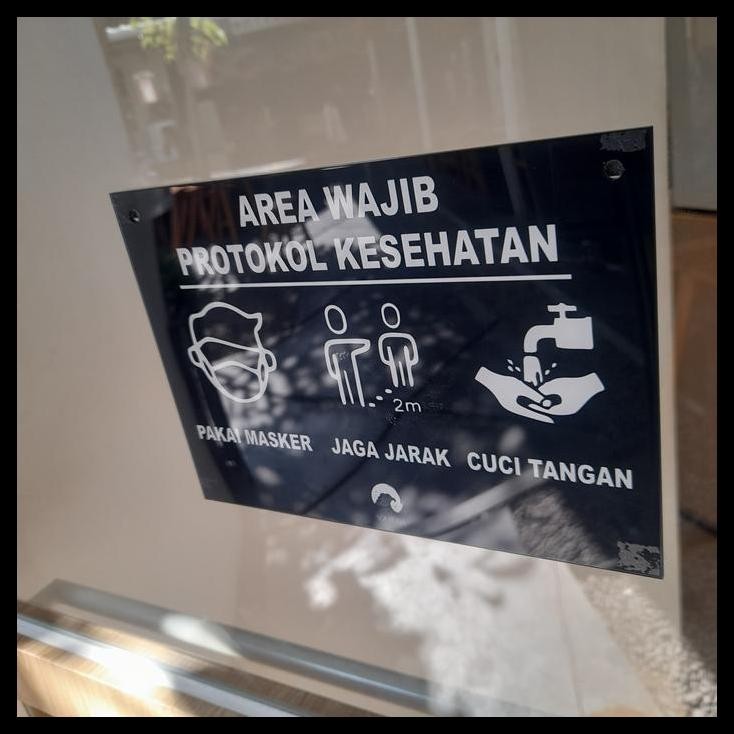 AREA WAJIB
PROTOKOL KESEHATAN
2m
PAKAI MASKER JAGA JARAK CUCI TANGAN